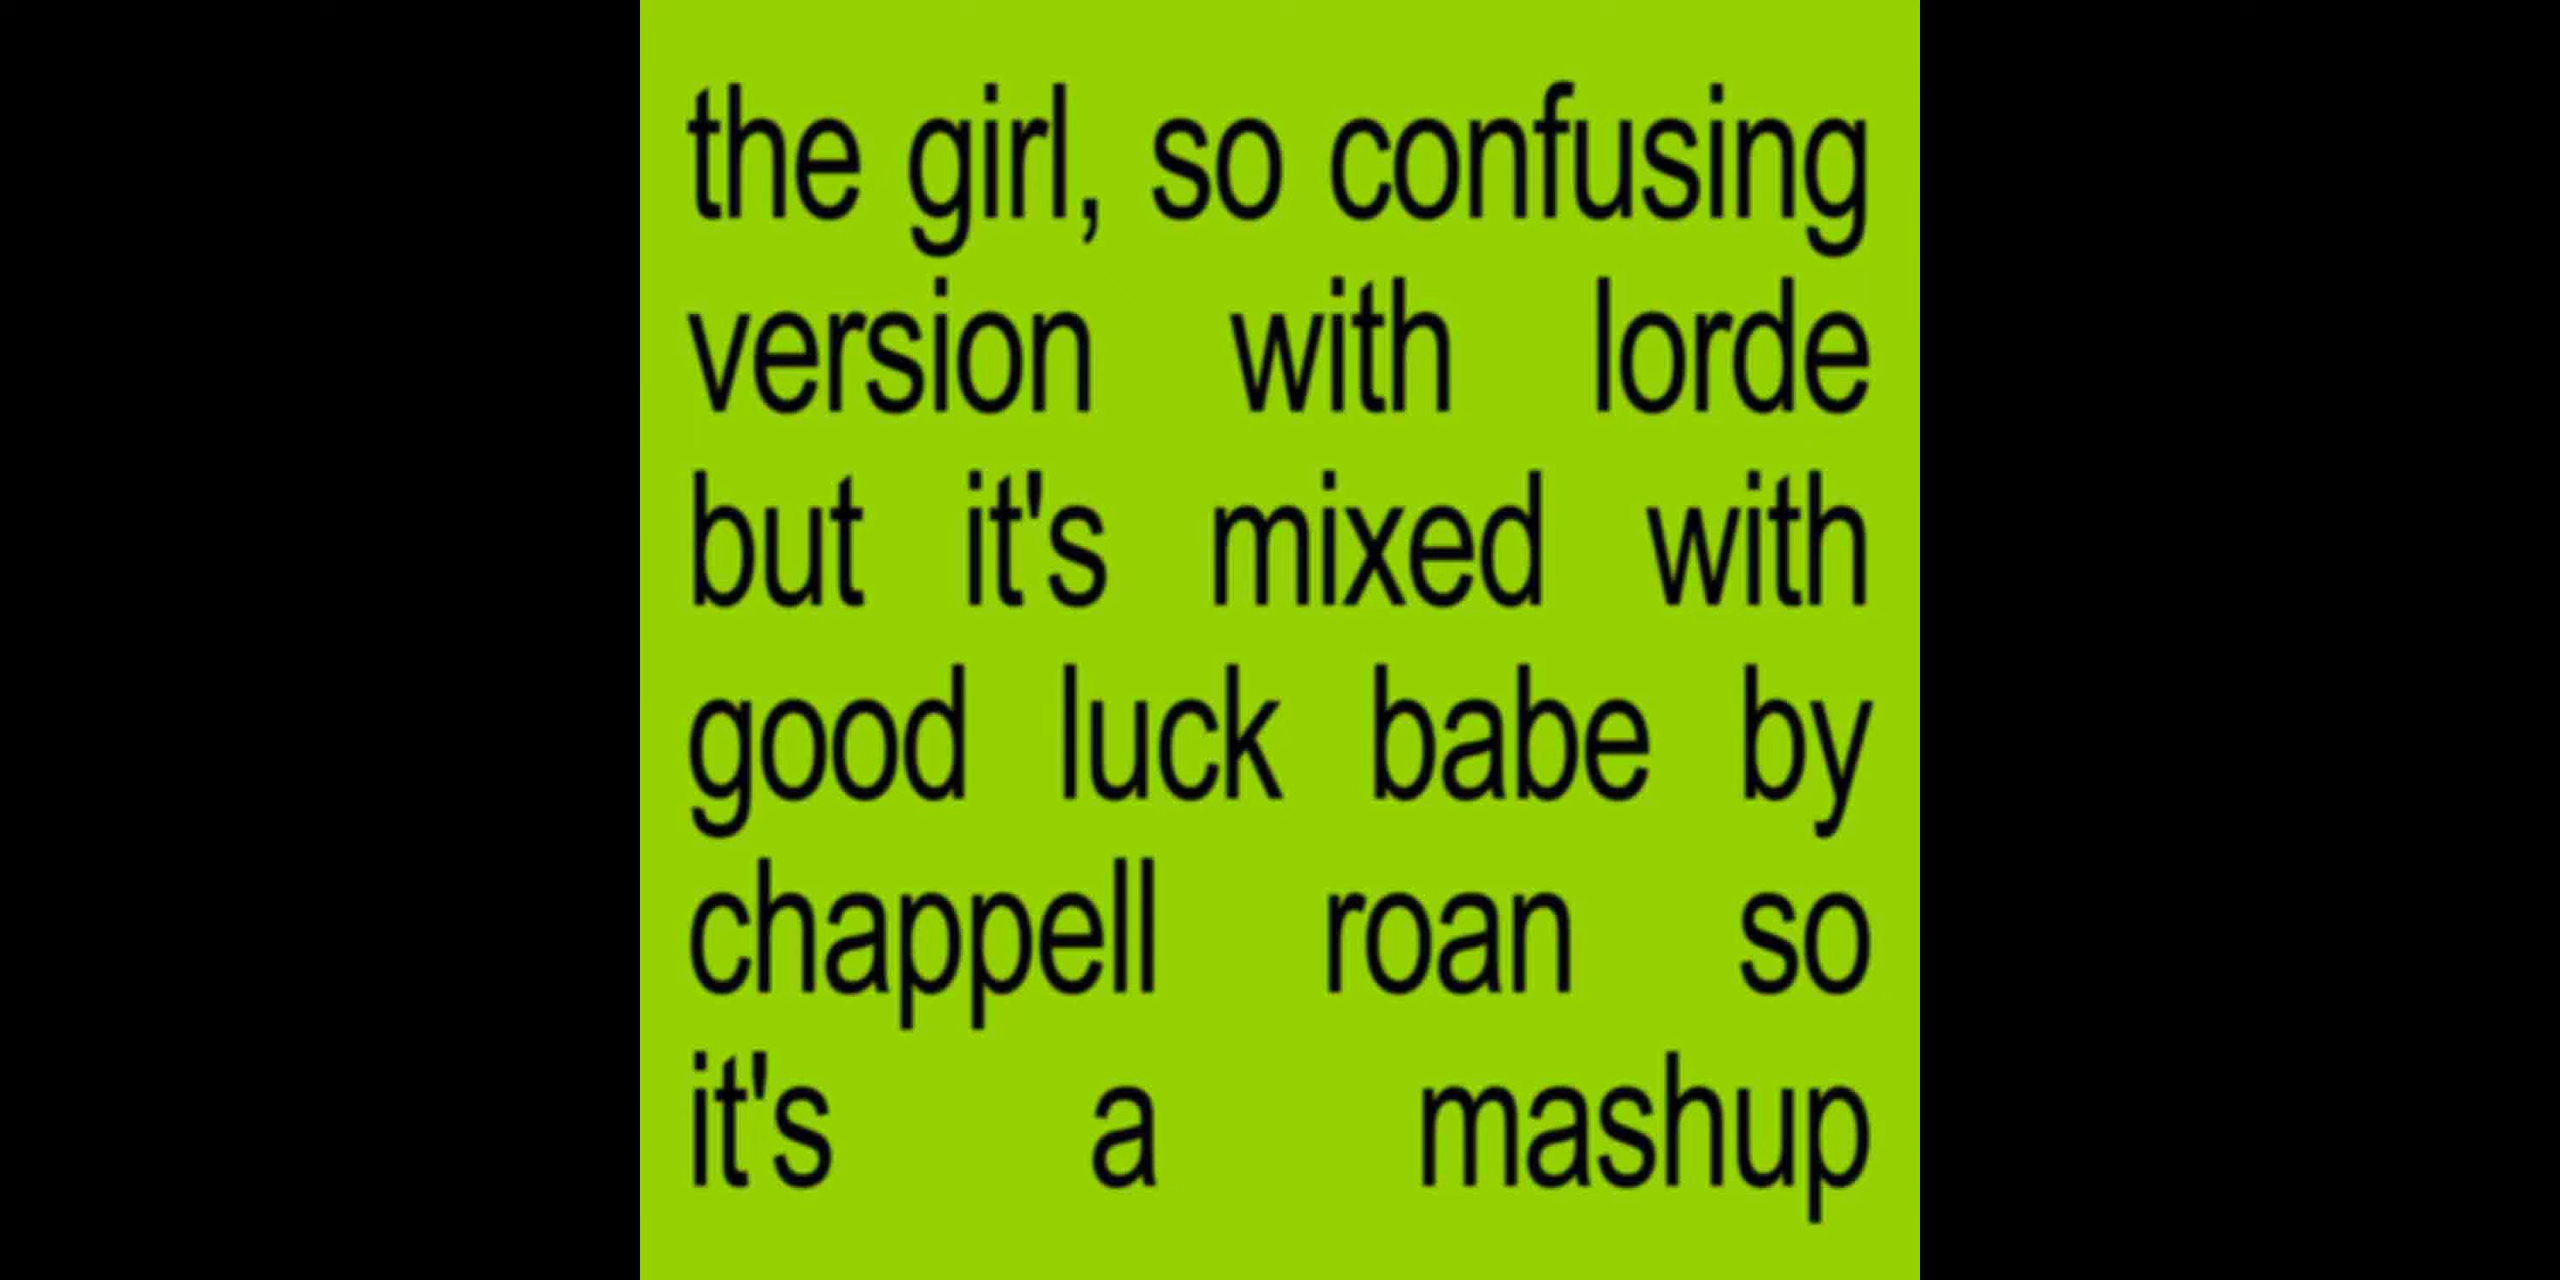 the girl, so confusing
version with lorde
but it's mixed with
good luck babe by
chappell roan so
it's a mashup